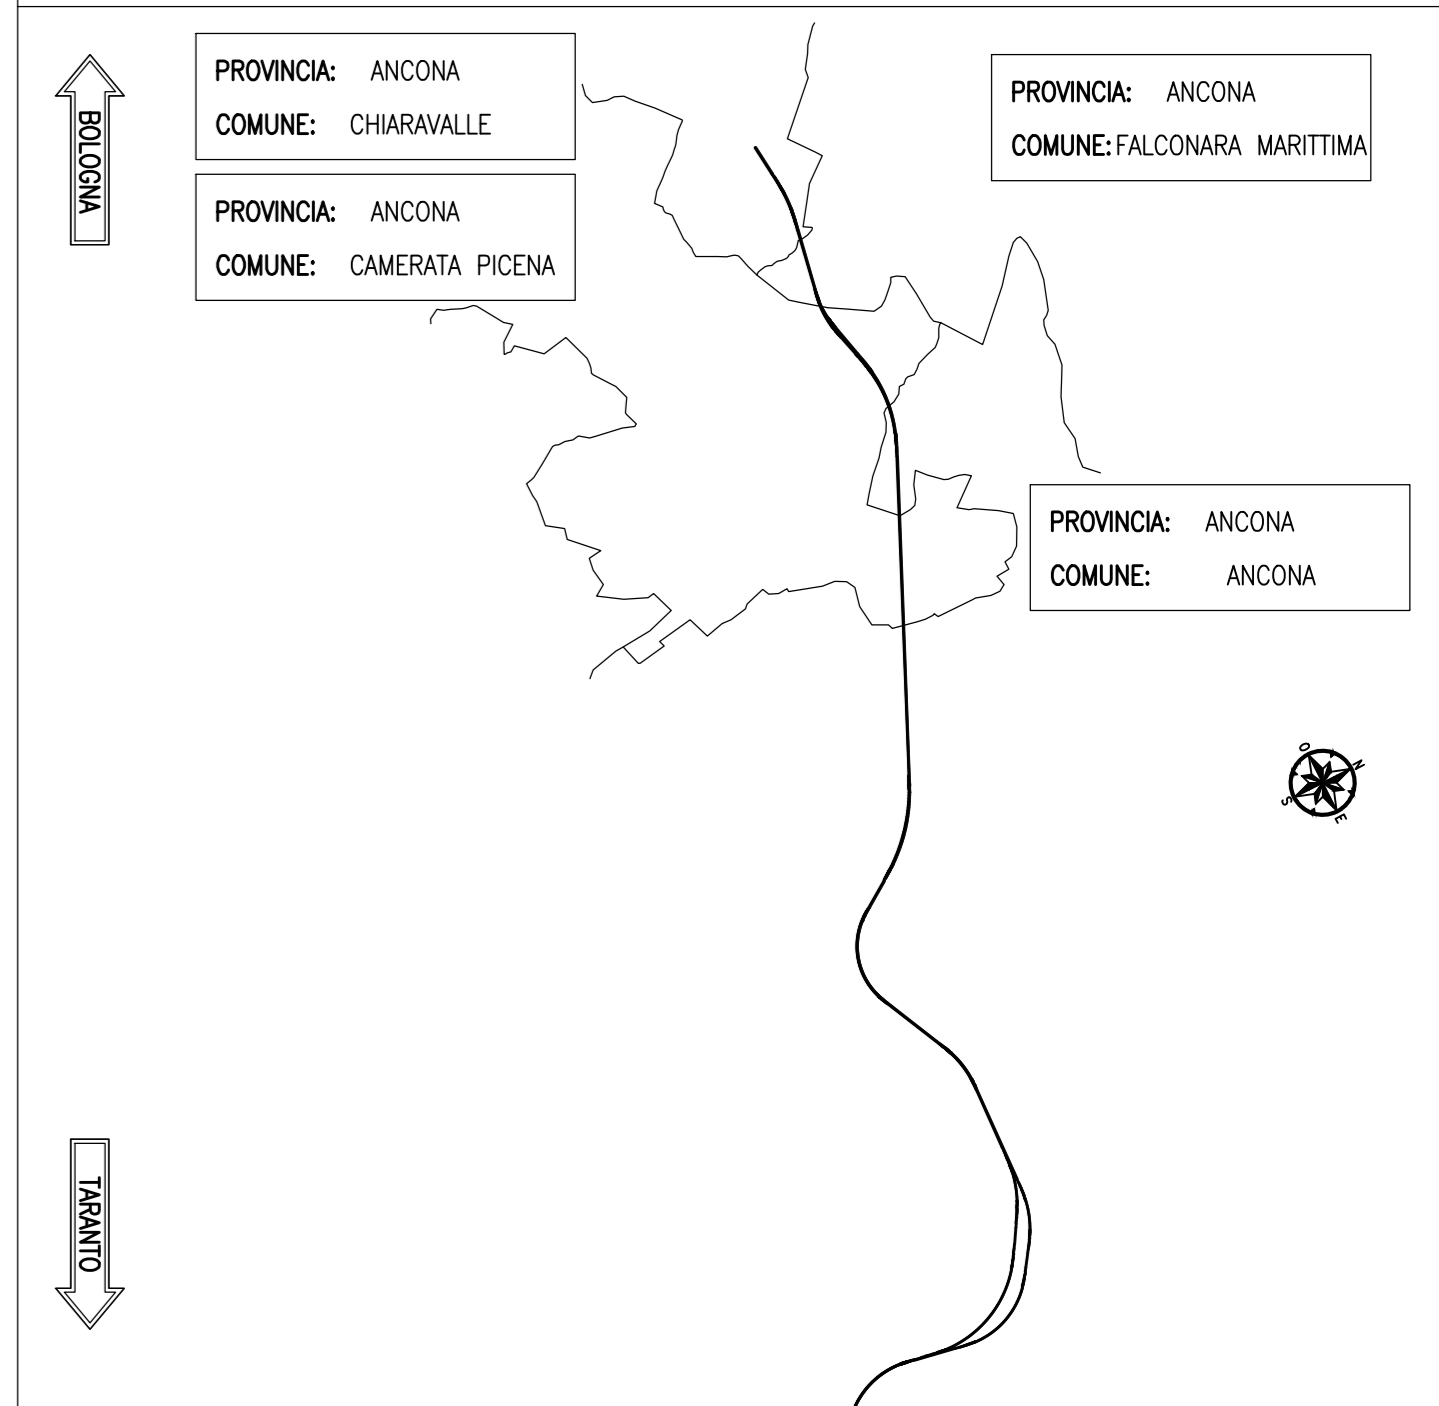 BOLOGNA
PROVINCIA: ANCONA
COMUNE: CHIARAVALLE
PROVINCIA: ANCONA
COMUNE: CAMERATA PICENA
PROVINCIA: ANCONA
COMUNE: FALCONARA MARITTIMA
PROVINCIA: ANCONA
COMUNE: ANCONA
O
N
S
E
TARANTO